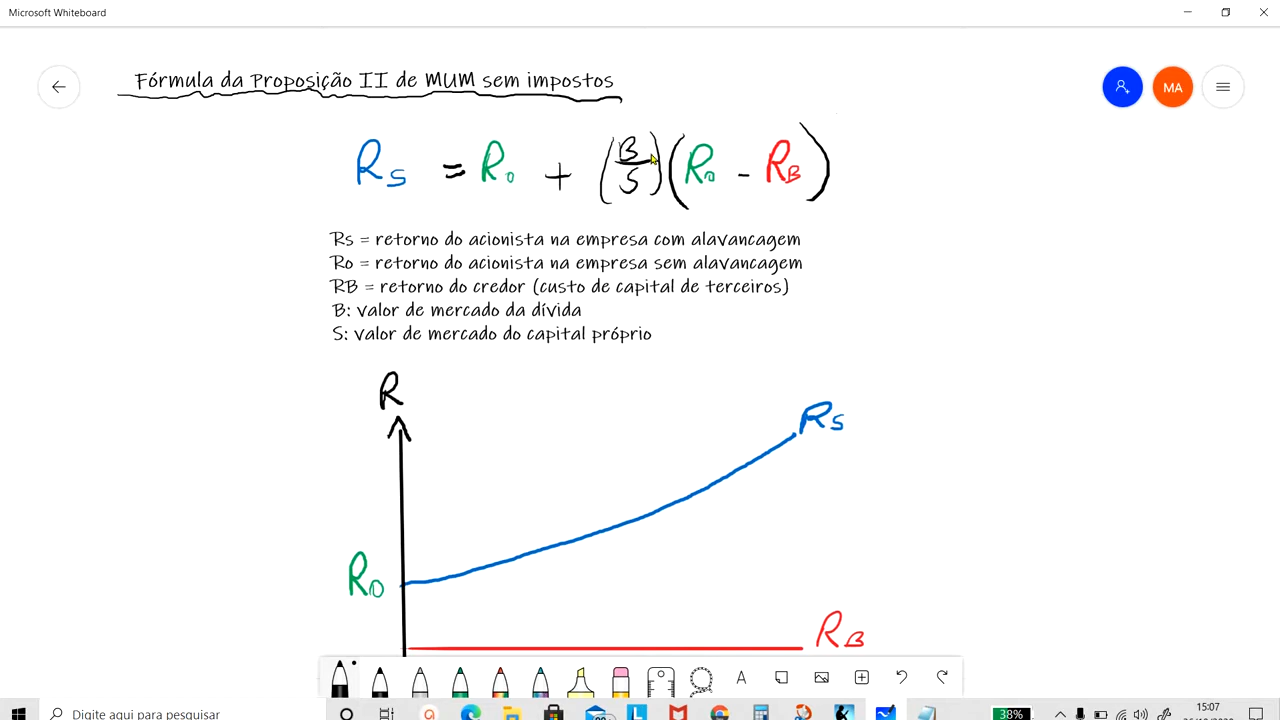 Microsoft Whiteboard
Fórmula da Proposição II de MUM sem impostos
MA
Rs = R0 + (B/S)(R0 - RB)
Rs = retorno do acionista na empresa com alavancagem
Ro = retorno do acionista na empresa sem alavancagem
RB = retorno do credor (custo de capital de terceiros)
B: valor de mercado da dívida
S: valor de mercado do capital próprio
R
Rs
R0
RB
A
Digite aqui para pesquisar
38%
15:07